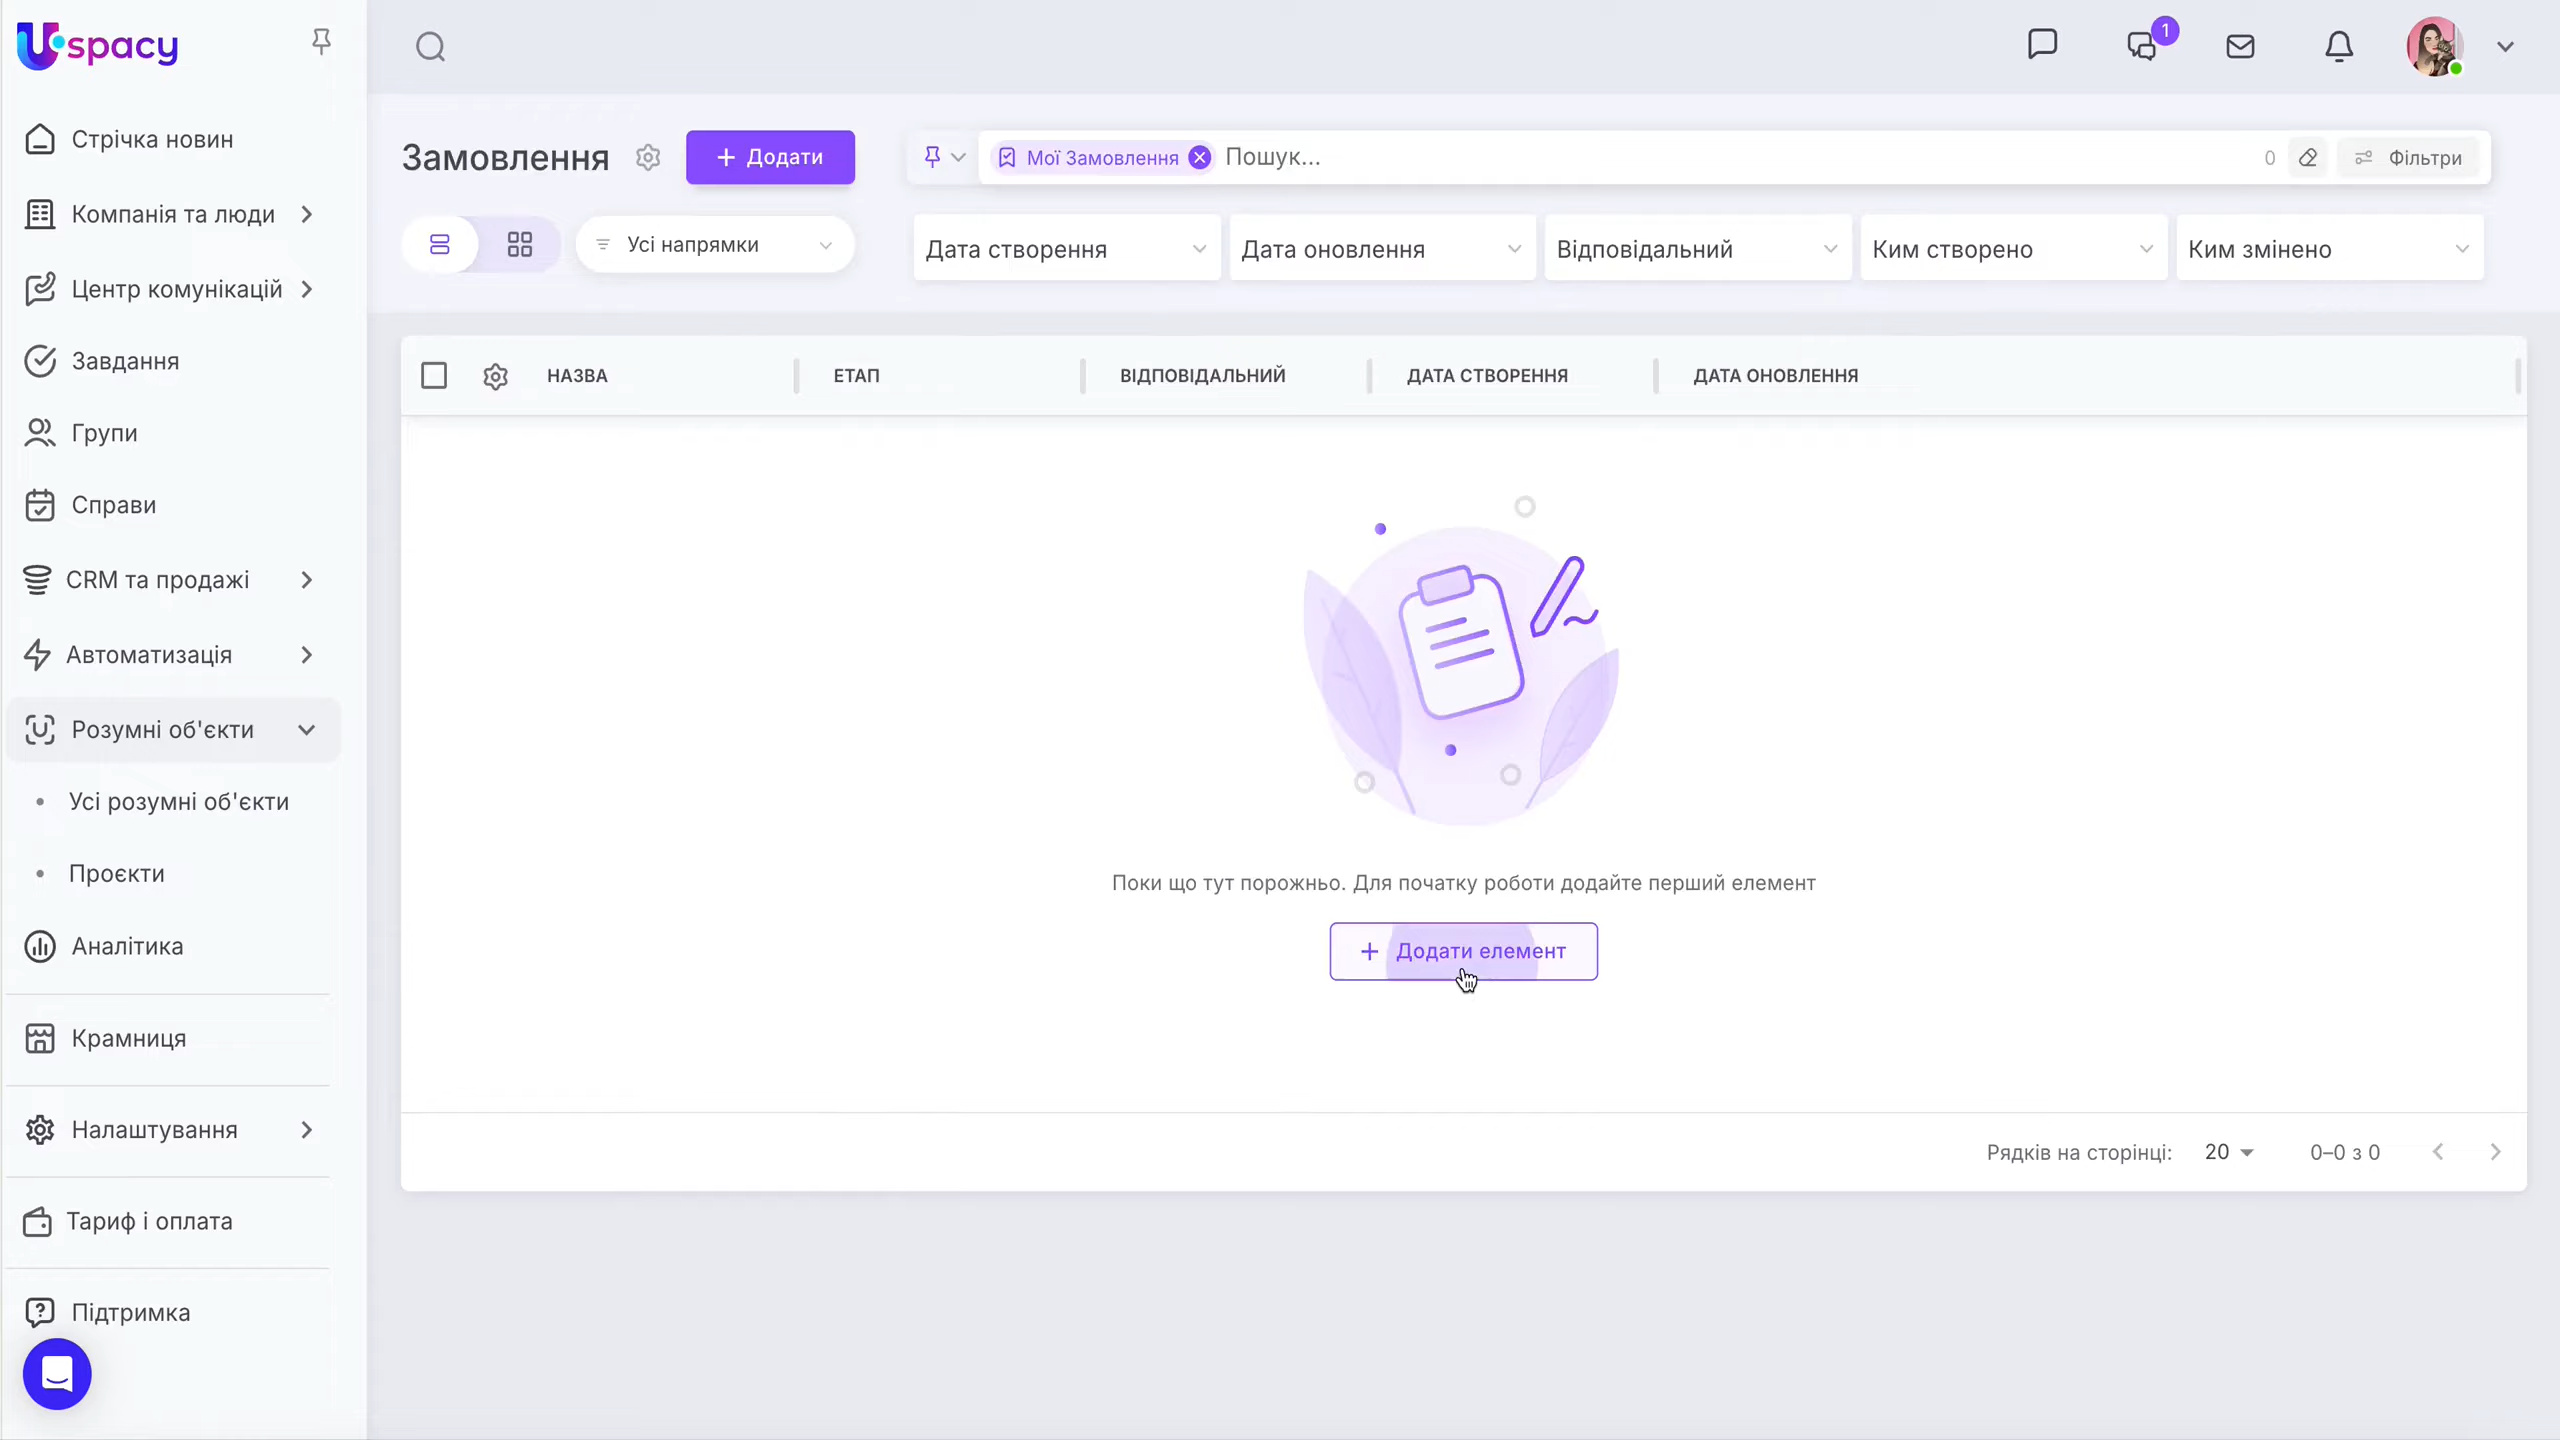 Uspacy
1
Стрічка новин
Компанія та люди
Центр комунікацій
Завдання
Групи
Справи
CRM та продажі
Автоматизація
Розумні об'єкти
Усі розумні об'єкти
Проєкти
Аналітика
Крамниця
Налаштування
Тариф і оплата
Підтримка
Замовлення
+ Додати
Мої Замовлення
Пошук...
0
Фільтри
Усі напрямки
Дата створення
Дата оновлення
Відповідальний
Ким створено
Ким змінено
НАЗВА
ЕТАП
ВІДПОВІДАЛЬНИЙ
ДАТА СТВОРЕННЯ
ДАТА ОНОВЛЕННЯ
Поки що тут порожньо. Для початку роботи додайте перший елемент
+ Додати елемент
Рядків на сторінці:
20
0–0 з 0